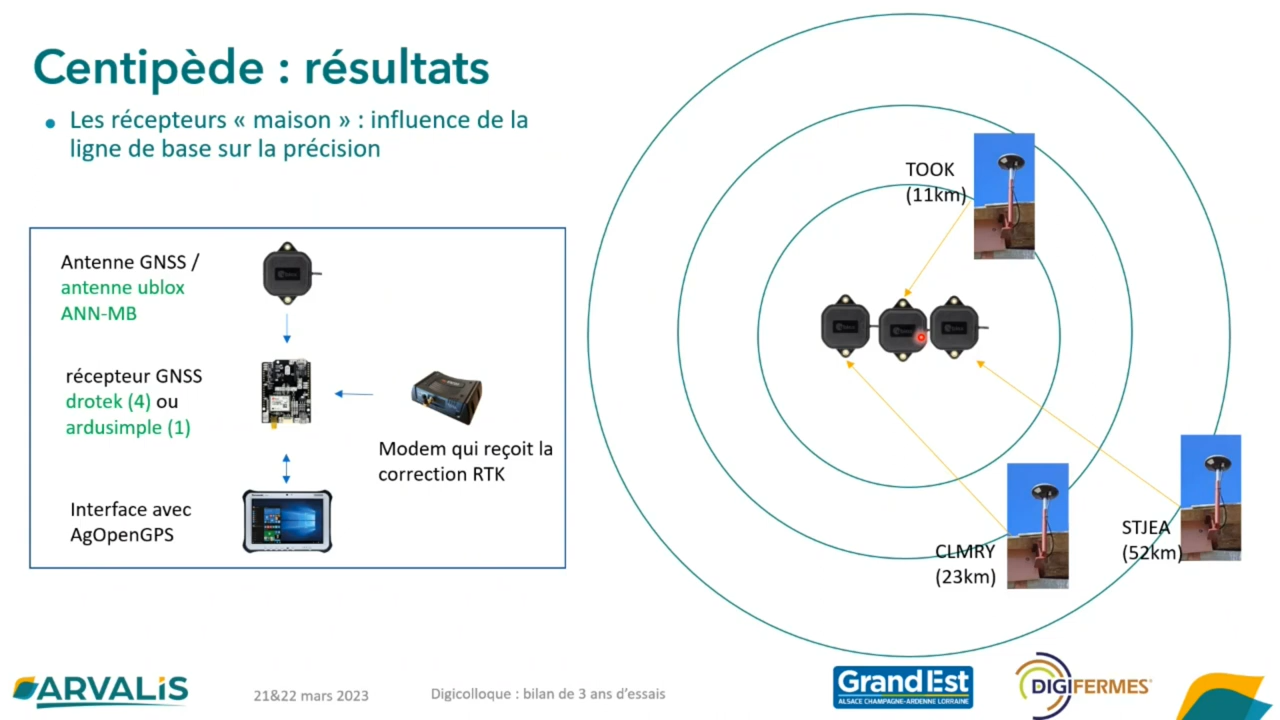 Centipède : résultats
• Les récepteurs « maison » : influence de la
ligne de base sur la précision
Antenne GNSS /
antenne ublox
ANN-MB
récepteur GNSS
drotek (4) ou
ardusimple (1)
Modem qui reçoit la
correction RTK
Interface avec
AgOpenGPS
TOOK
(11km)
CLMRY
(23km)
STJEA
(52km)
ARVALIS
21&22 mars 2023
Digicolloque : bilan de 3 ans d'essais
GrandEst
ALSACE CHAMPAGNE-ARDENNE LORRAINE
DIGIFERMES®